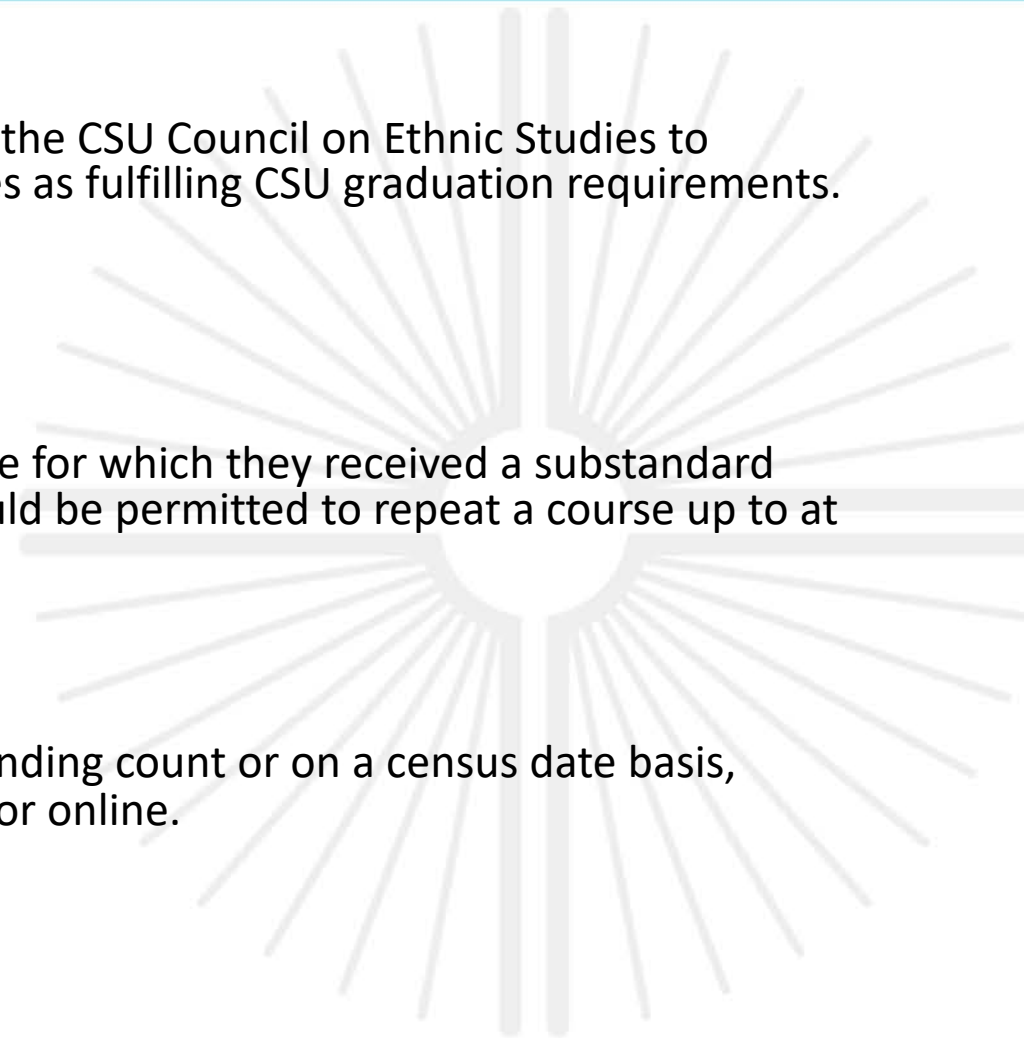 the CSU Council on Ethnic Studies to
s as fulfilling CSU graduation requirements.
e for which they received a substandard
uld be permitted to repeat a course up to at
nding count or on a census date basis,
or online.